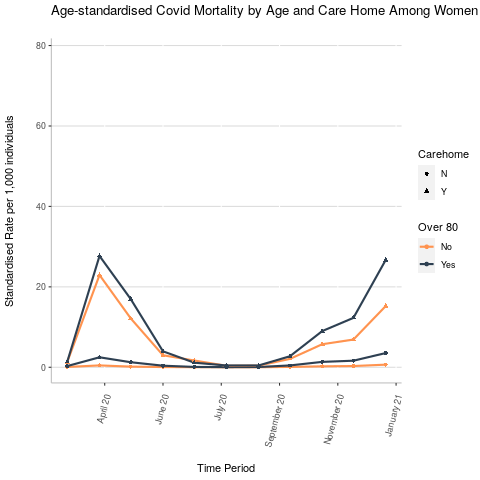 Age-standardised Covid Mortality by Age and Care Home Among Women
Standardised Rate per 1,000 individuals
80
60
40
20
0
April 20
June 20
July 20
September 20
November 20
January 21
Time Period
Carehome
N
Y
Over 80
No
Yes